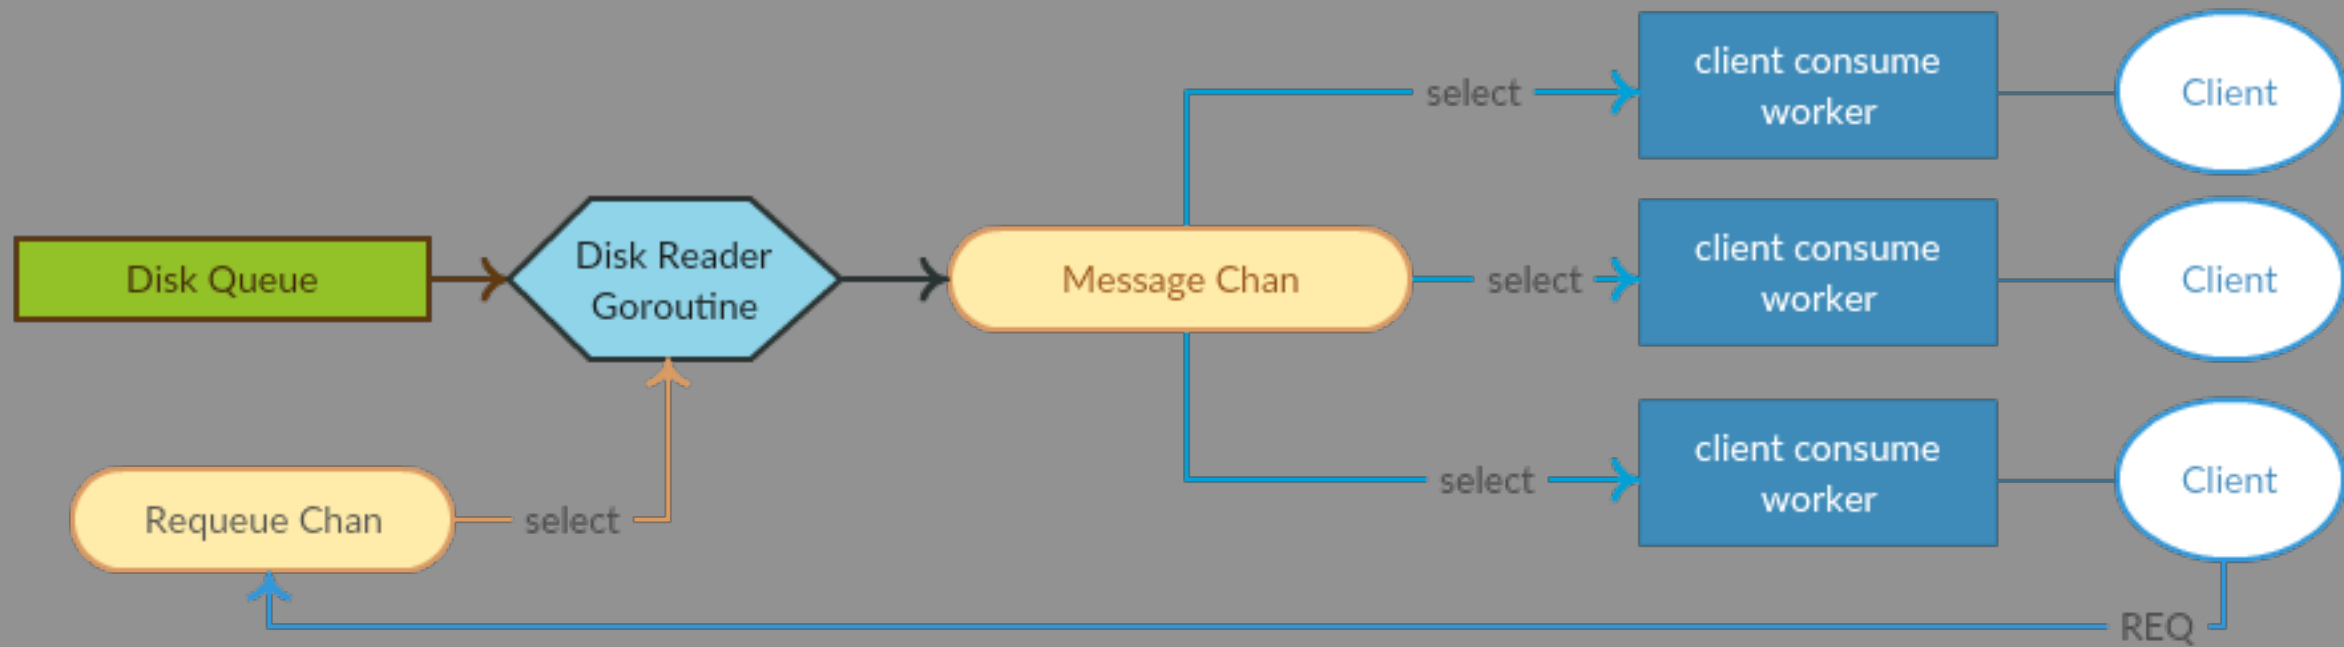 Disk Queue
Disk Reader
Goroutine
Message Chan
select
client consume
worker
Client
select
client consume
worker
Client
select
client consume
worker
Client
Requeue Chan
select
REQ